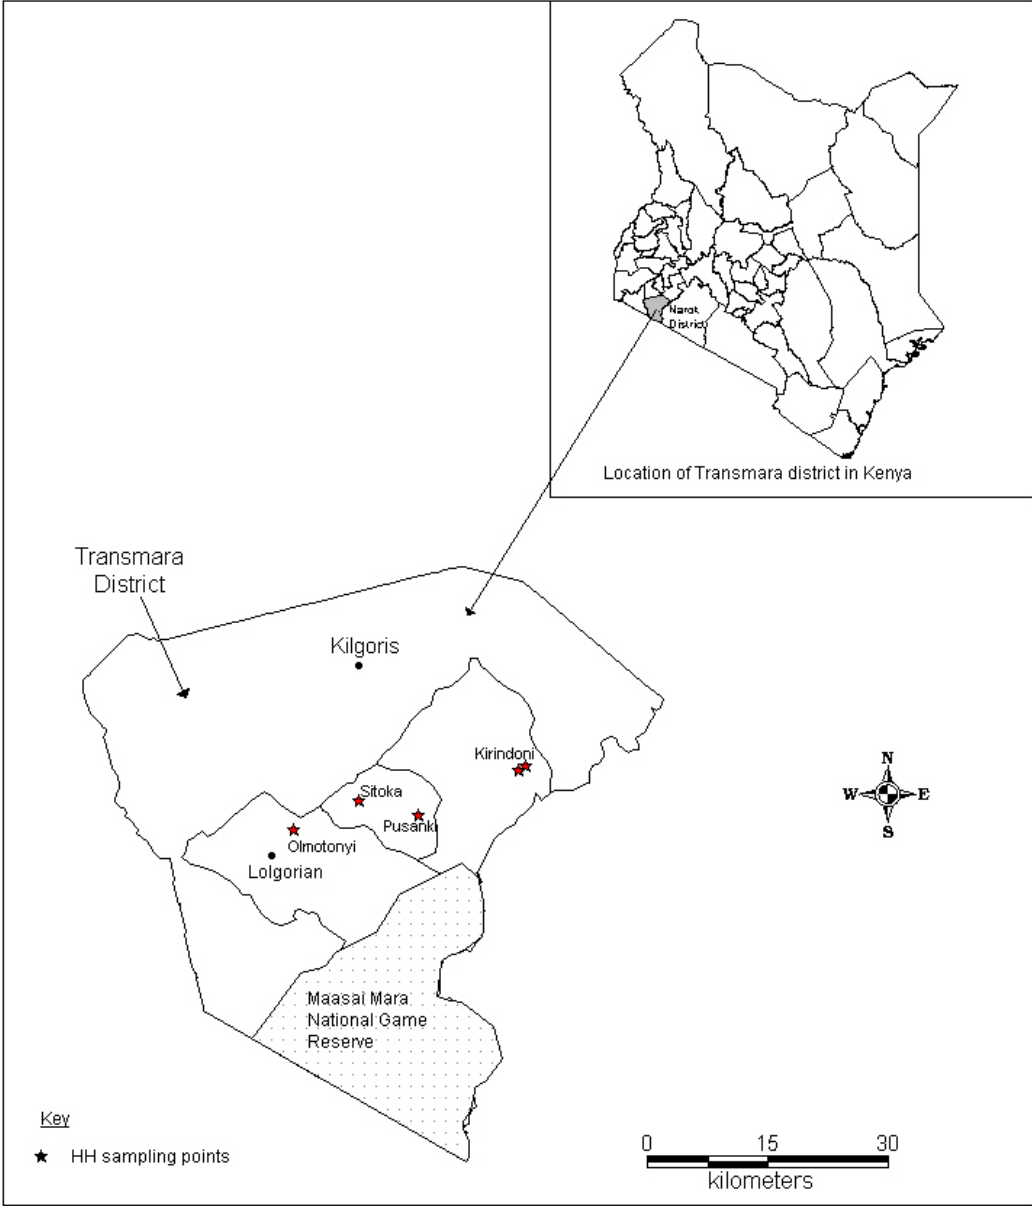 Narok
District
Location of Transmara district in Kenya
Transmara
District
Kilgoris
Kirindoni
Sitoka
Pusanki
Olmotonyi
Lolgorian
N
W E
S
Maasai Mara
National Game
Reserve
Key
HH sampling points
0 15 30
kilometers